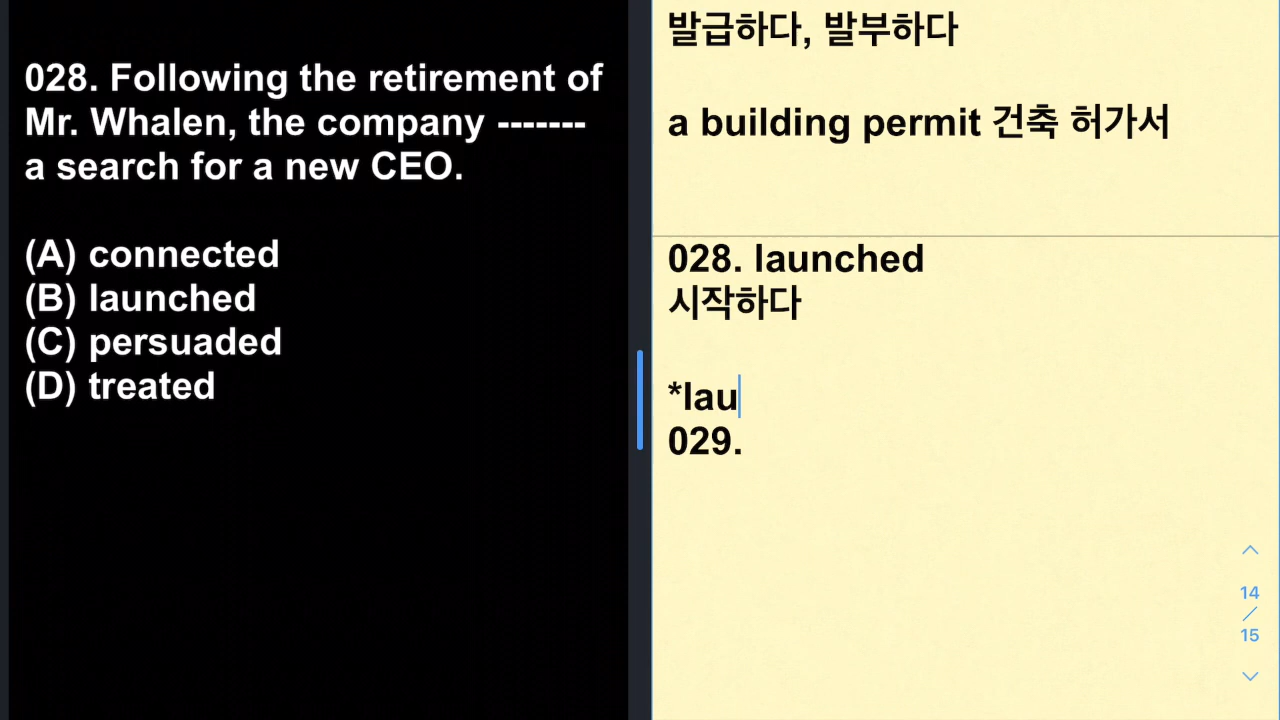 028. Following the retirement of
Mr. Whalen, the company -------
a search for a new CEO.
(A) connected
(B) launched
(C) persuaded
(D) treated
발급하다, 발부하다
a building permit 건축 허가서
028. launched
시작하다
*lau
029.
14
/
15